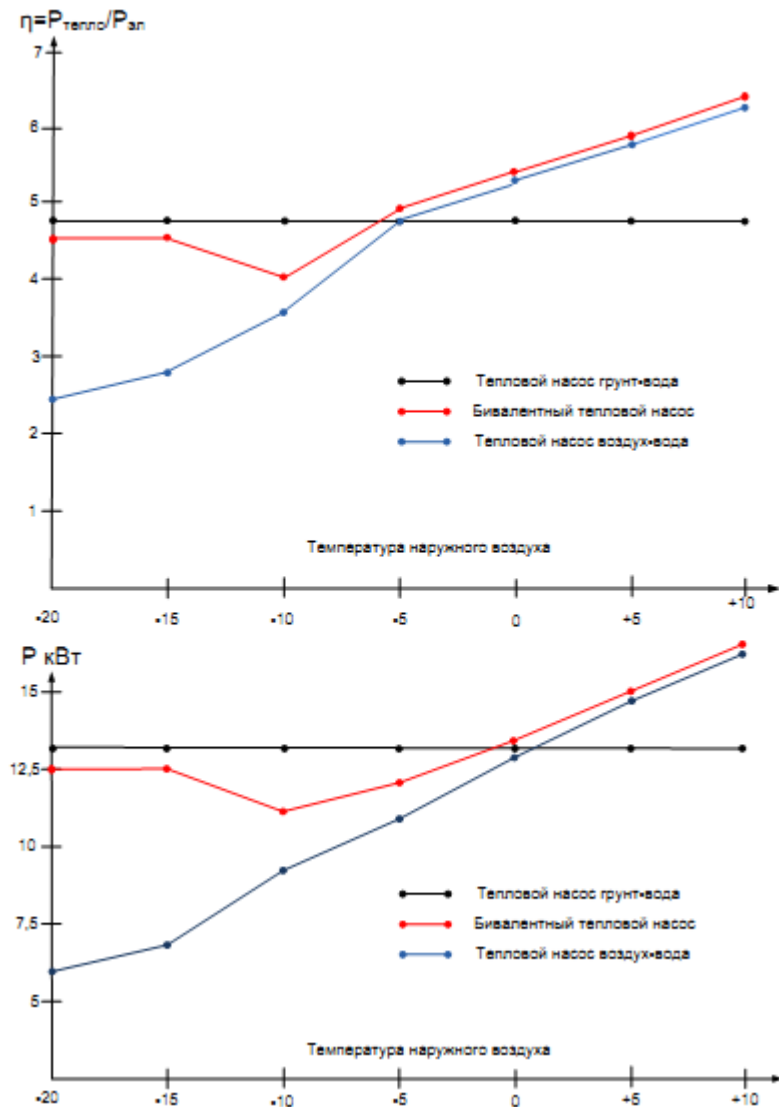 η=Pтепло/Pэл
7
6
5
4
3
2
1
Тепловой насос грунт-вода
Бивалентный тепловой насос
Тепловой насос воздух-вода
Температура наружного воздуха
-20 -15 -10 -5 0 +5 +10
P кВт
15
12,5
10
7,5
5
Тепловой насос грунт-вода
Бивалентный тепловой насос
Тепловой насос воздух-вода
Температура наружного воздуха
-20 -15 -10 -5 0 +5 +10